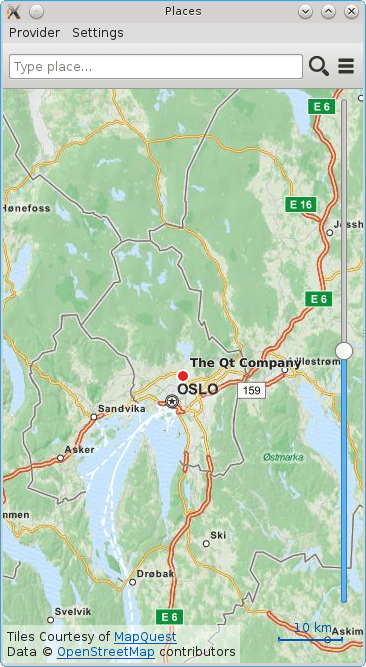 Places
Provider Settings
Type place...
E 6
Hønefoss
E 16
Jessh
E 6
The Qt Company
Lillestrøm
OSLO
159
Sandvika
Asker
Østmarka
mmen
Ski
Drøbak
Svelvik
E 6
10 km
Askim
Tiles Courtesy of MapQuest
Data © OpenStreetMap contributors